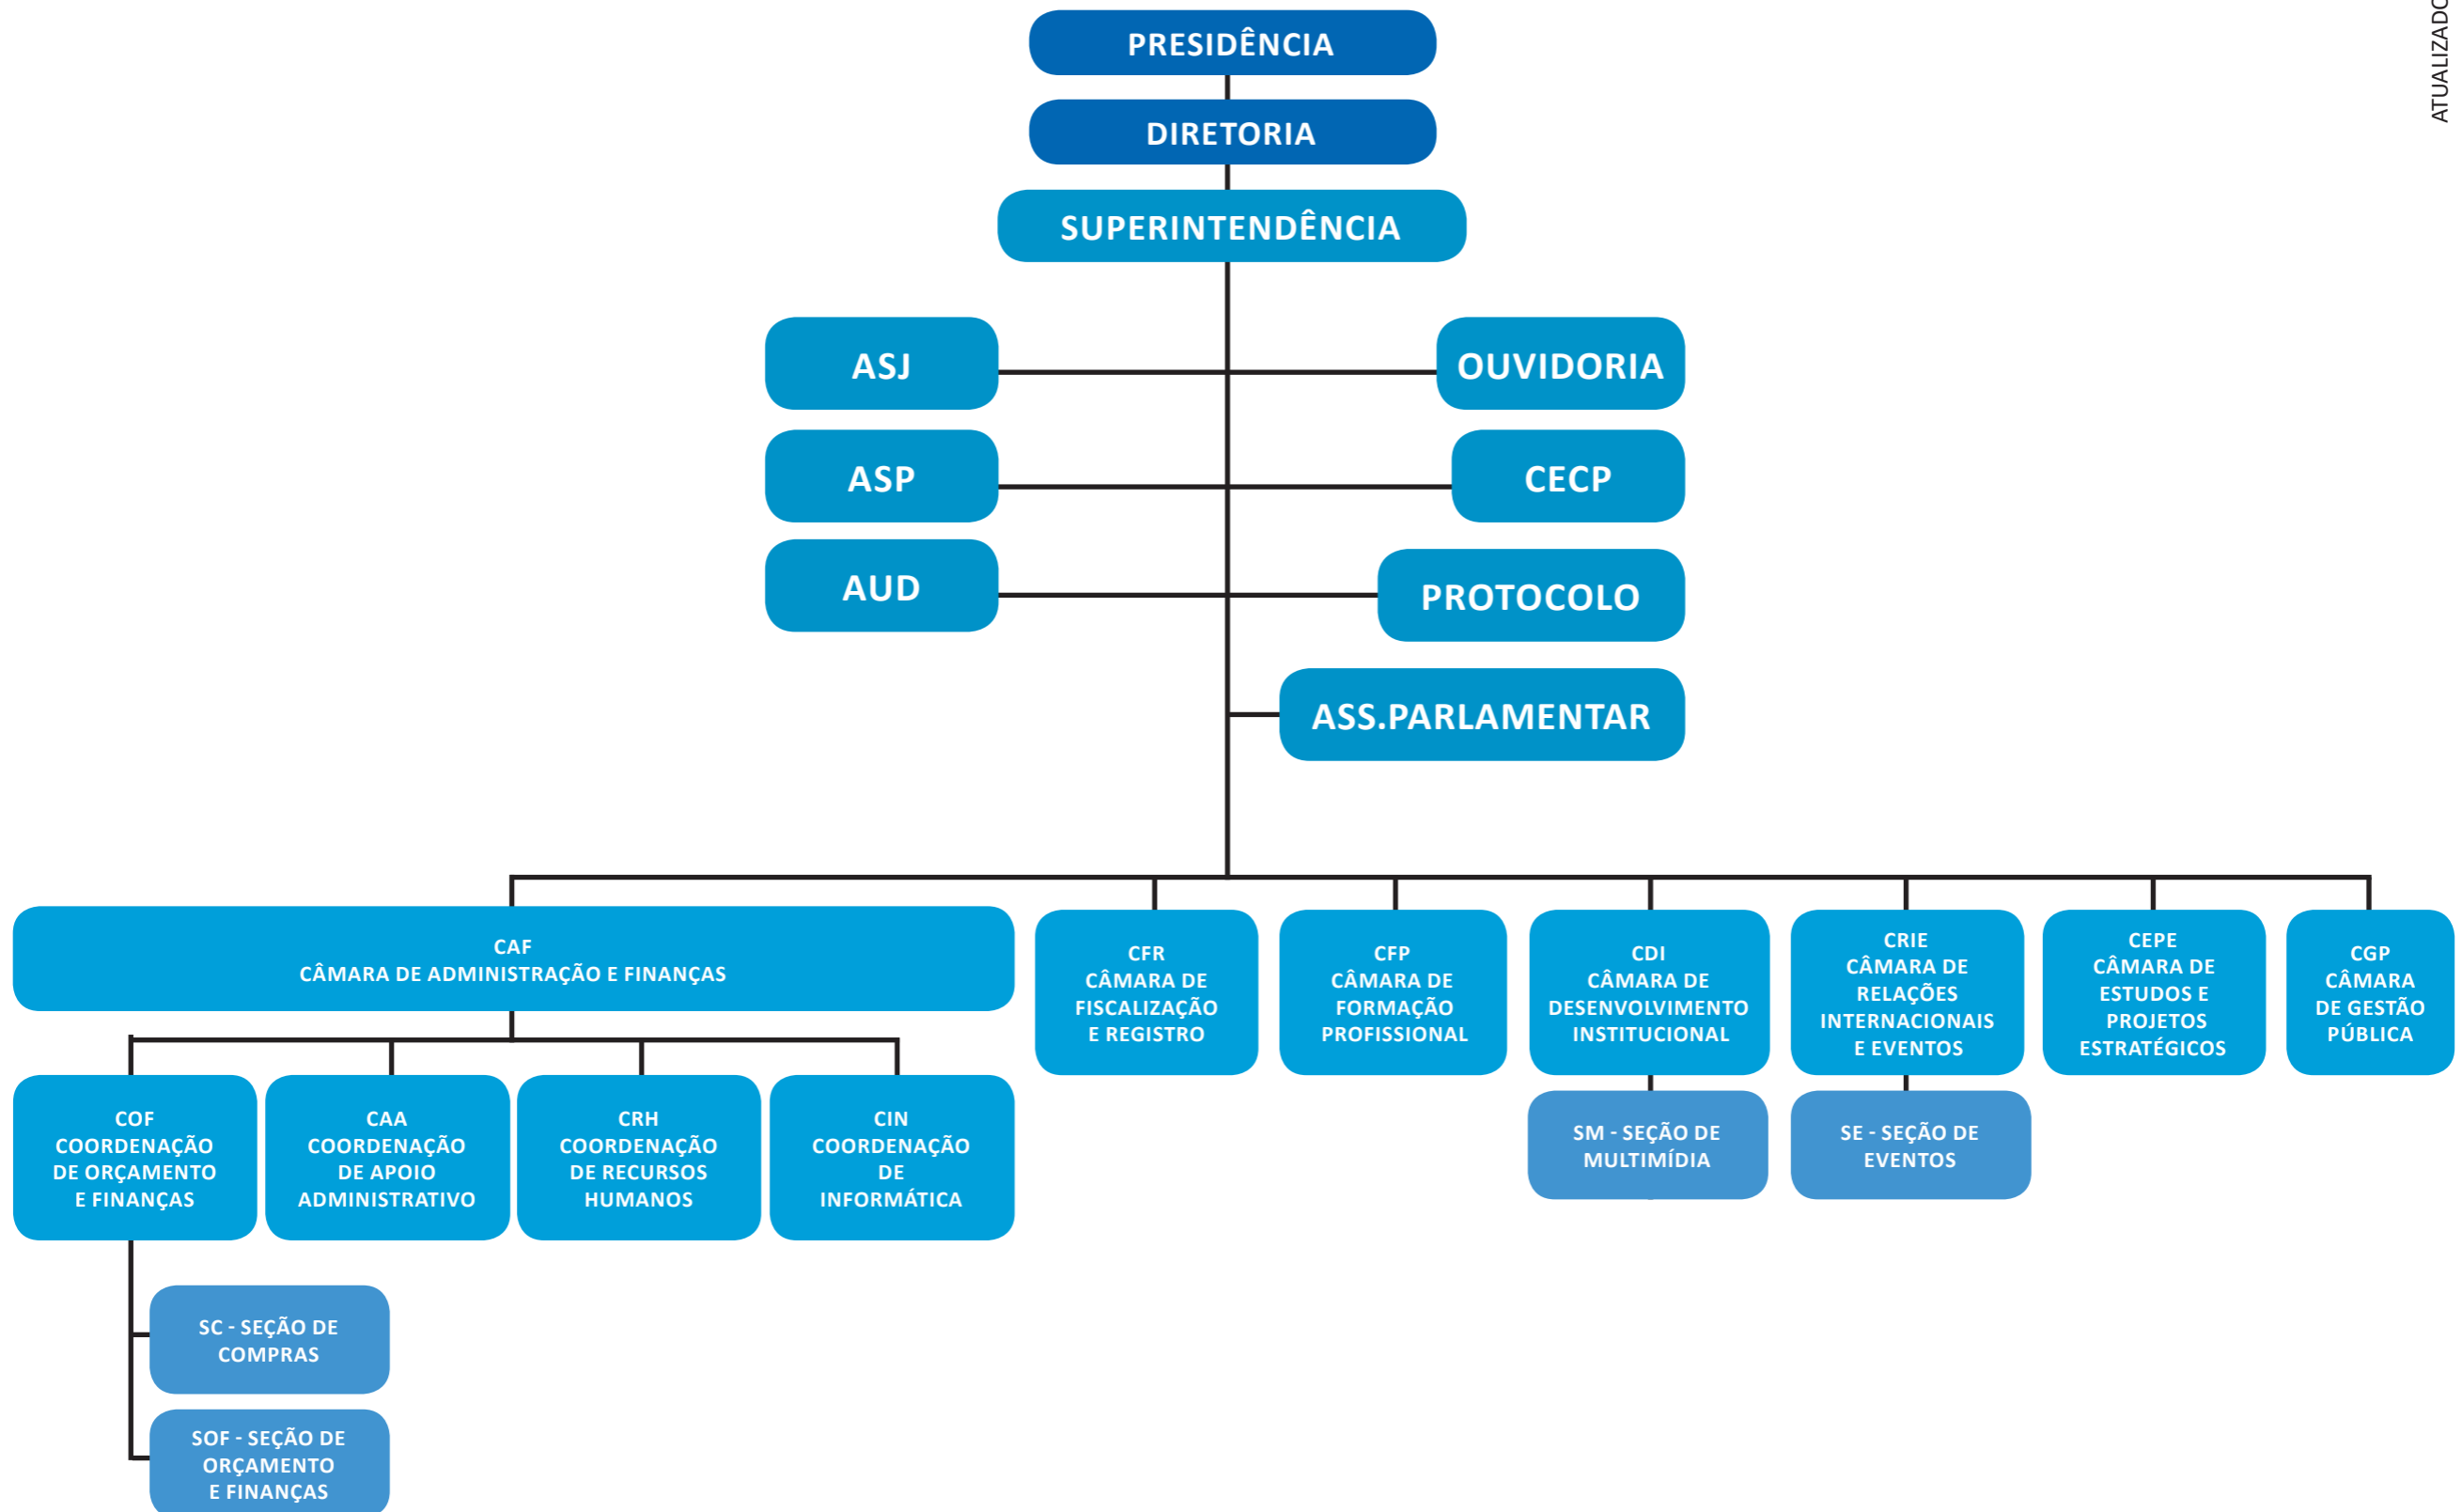 PRESIDÊNCIA
ATUALIZADO
DIRETORIA
SUPERINTENDÊNCIA
ASJ
OUVIDORIA
ASP
CECP
AUD
PROTOCOLO
ASS.PARLAMENTAR
CAF
CÂMARA DE ADMINISTRAÇÃO E FINANÇAS
CFR
CÂMARA DE
FISCALIZAÇÃO
E REGISTRO
CFP
CÂMARA DE
FORMAÇÃO
PROFISSIONAL
CDI
CÂMARA DE
DESENVOLVIMENTO
INSTITUCIONAL
CRIE
CÂMARA DE
RELAÇÕES
INTERNACIONAIS
E EVENTOS
CEPE
CÂMARA DE
ESTUDOS E
PROJETOS
ESTRATÉGICOS
CGP
CÂMARA
DE GESTÃO
PÚBLICA
COF
COORDENAÇÃO
DE ORÇAMENTO
E FINANÇAS
CAA
COORDENAÇÃO
DE APOIO
ADMINISTRATIVO
CRH
COORDENAÇÃO
DE RECURSOS
HUMANOS
CIN
COORDENAÇÃO
DE
INFORMÁTICA
SM - SEÇÃO DE
MULTIMÍDIA
SE - SEÇÃO DE
EVENTOS
SC - SEÇÃO DE
COMPRAS
SOF - SEÇÃO DE
ORÇAMENTO
E FINANÇAS